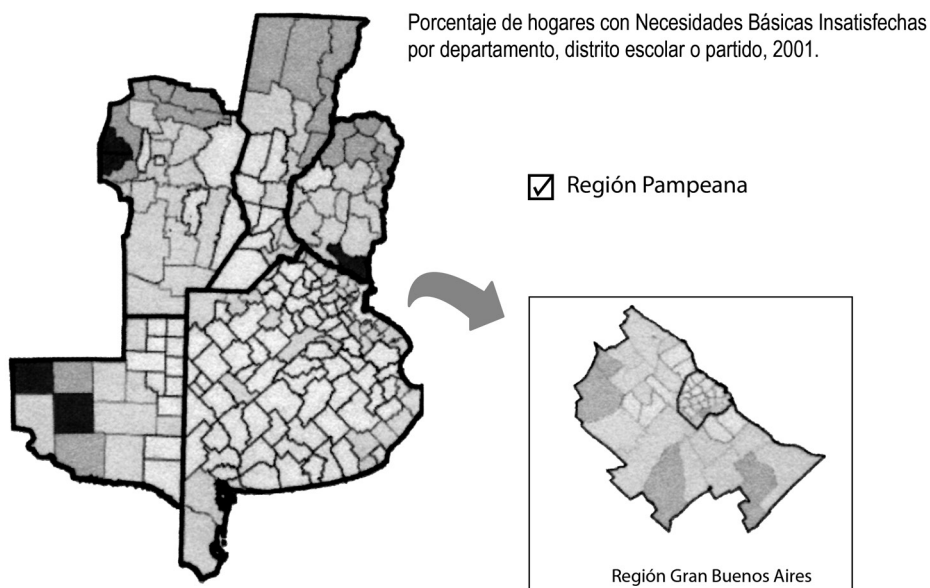 Porcentaje de hogares con Necesidades Básicas Insatisfechas
por departamento, distrito escolar o partido, 2001.
Región Pampeana
Región Gran Buenos Aires